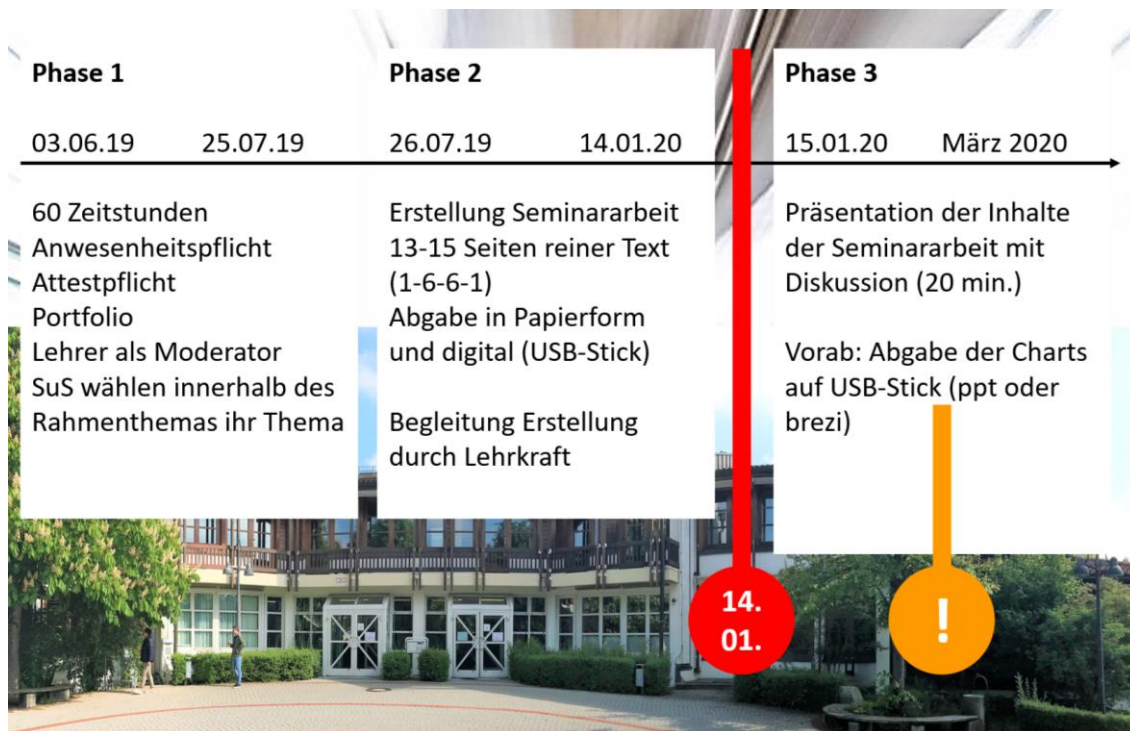 Phase 1
03.06.19 25.07.19
60 Zeitstunden
Anwesenheitspflicht
Attestpflicht
Portfolio
Lehrer als Moderator
SuS wählen innerhalb des
Rahmenthemas ihr Thema
Phase 2
26.07.19 14.01.20
Erstellung Seminararbeit
13-15 Seiten reiner Text
(1-6-6-1)
Abgabe in Papierform
und digital (USB-Stick)
Begleitung Erstellung
durch Lehrkraft
14.
01.
Phase 3
15.01.20 März 2020
Präsentation der Inhalte
der Seminararbeit mit
Diskussion (20 min.)
Vorab: Abgabe der Charts
auf USB-Stick (ppt oder
brezi)
!